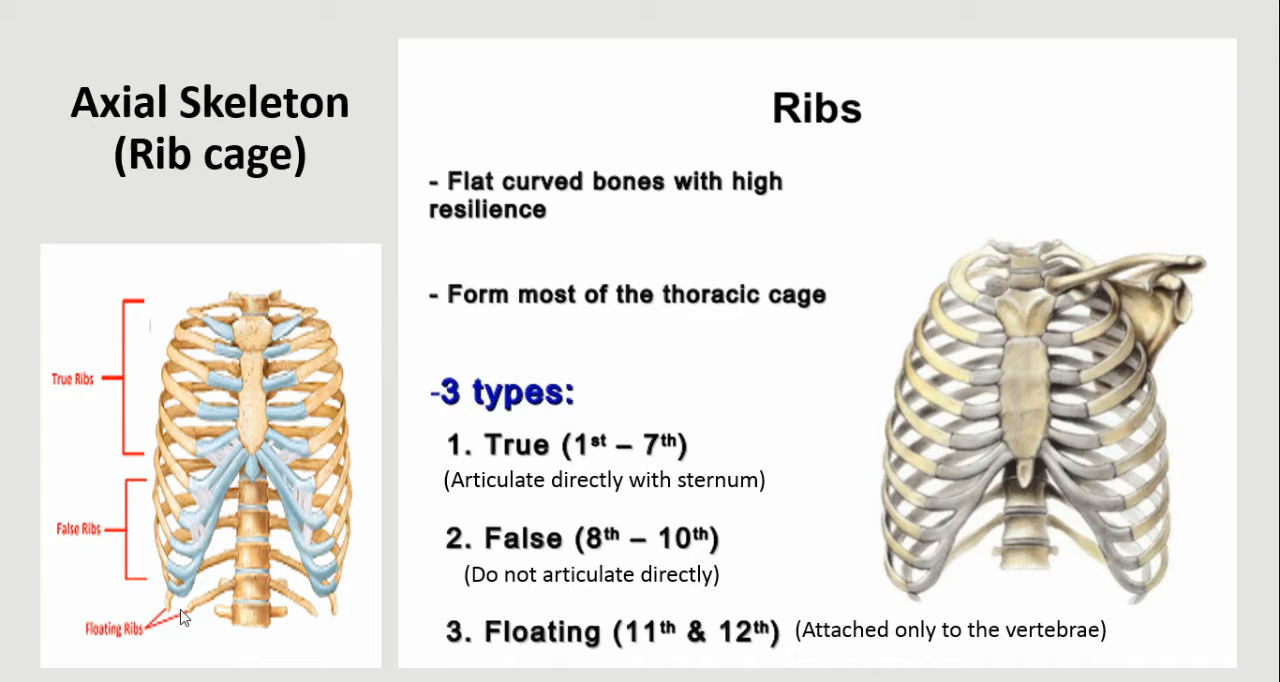 Axial Skeleton
(Rib cage)
True Ribs
False Ribs
Floating Ribs
Ribs
- Flat curved bones with high
resilience
- Form most of the thoracic cage
-3 types:
1. True (1st – 7th)
(Articulate directly with sternum)
2. False (8th – 10th)
(Do not articulate directly)
3. Floating (11th & 12th) (Attached only to the vertebrae)